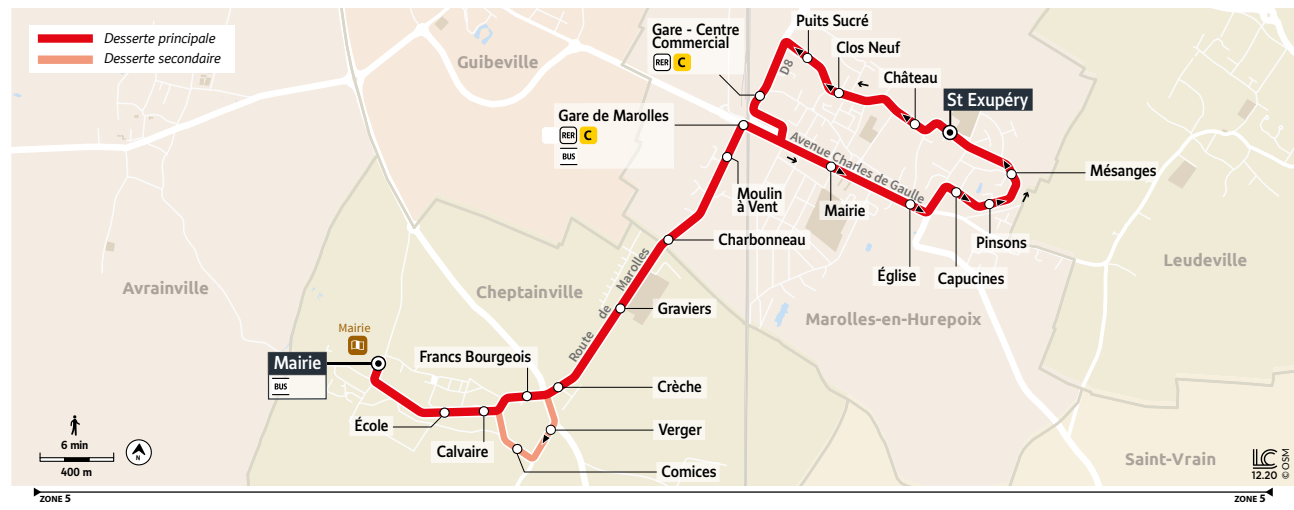 Desserte principale
Desserte secondaire
Guibeville
Gare - Centre
Commercial
RER C
Puits Sucré
D8
Clos Neuf
Château
St Exupéry
Gare de Marolles
RER C
BUS
Avenue Charles de Gaulle
Mésanges
Moulin
à Vent
Mairie
Pinsons
Charbonneau
Église
Capucines
Leudeville
Avrainville
Cheptainville
Route de Marolles
Graviers
Marolles-en-Hurepoix
Mairie
Mairie
BUS
Francs Bourgeois
Crèche
École
Calvaire
Verger
Comices
6 min
400 m
N
Saint-Vrain
LC
12.20
© OSM
ZONE 5
ZONE 5